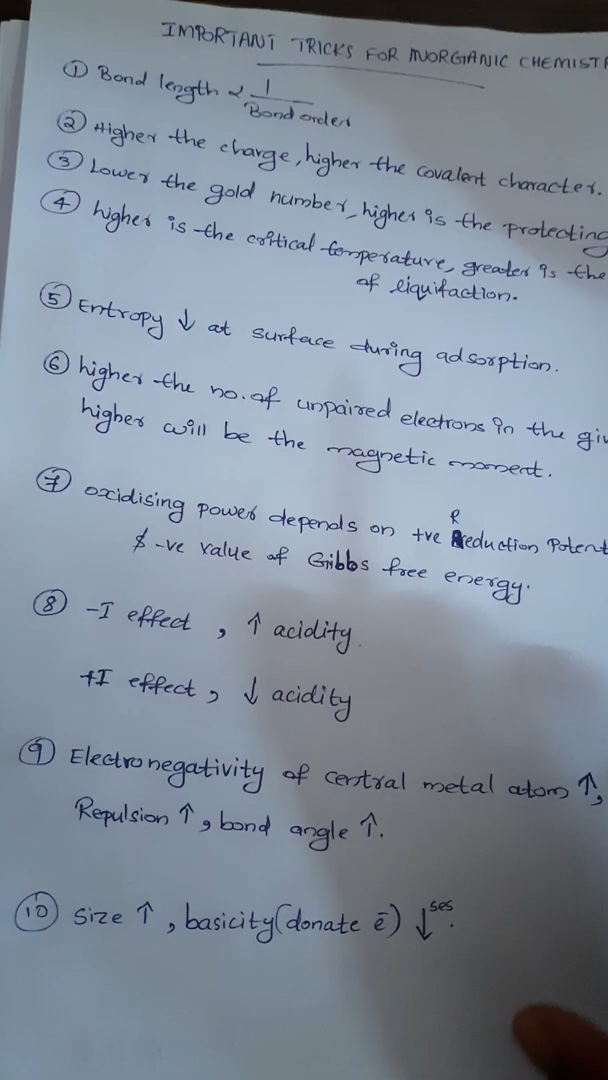 IMPORTANT TRICKS FOR INORGANIC CHEMISTR
① Bond length ∝ 1/Bond order
② Higher the charge, higher the covalent character.
③ Lower the gold number, higher is the protecting
④ higher is the critical temperature, greater is the
of liquifaction.
⑤ Entropy ↓ at surface during adsorption.
⑥ higher the no. of unpaired electrons in the giv
higher will be the magnetic moment.
⑦ oxidising power depends on +ve Reduction Potent
& -ve value of Gibbs free energy.
⑧ -I effect, ↑ acidity.
+I effect, ↓ acidity
⑨ Electronegativity of central metal atom ↑,
Repulsion ↑, bond angle ↑.
⑩ Size ↑, basicity (donate ē) ↓ses.